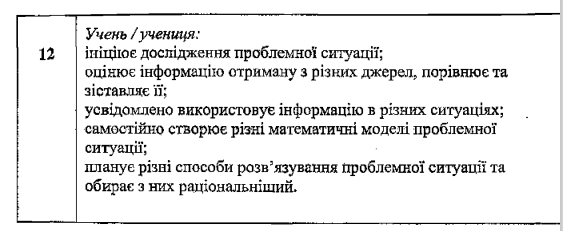 Учень / учениця:
12
ініціює дослідження проблемної ситуації;
оцінює інформацію отриману з різних джерел, порівнює та
зіставляє її;
усвідомлено використовує інформацію в різних ситуаціях;
самостійно створює різні математичні моделі проблемної
ситуації;
планує різні способи розв’язування проблемної ситуації та
обирає з них раціональніший.